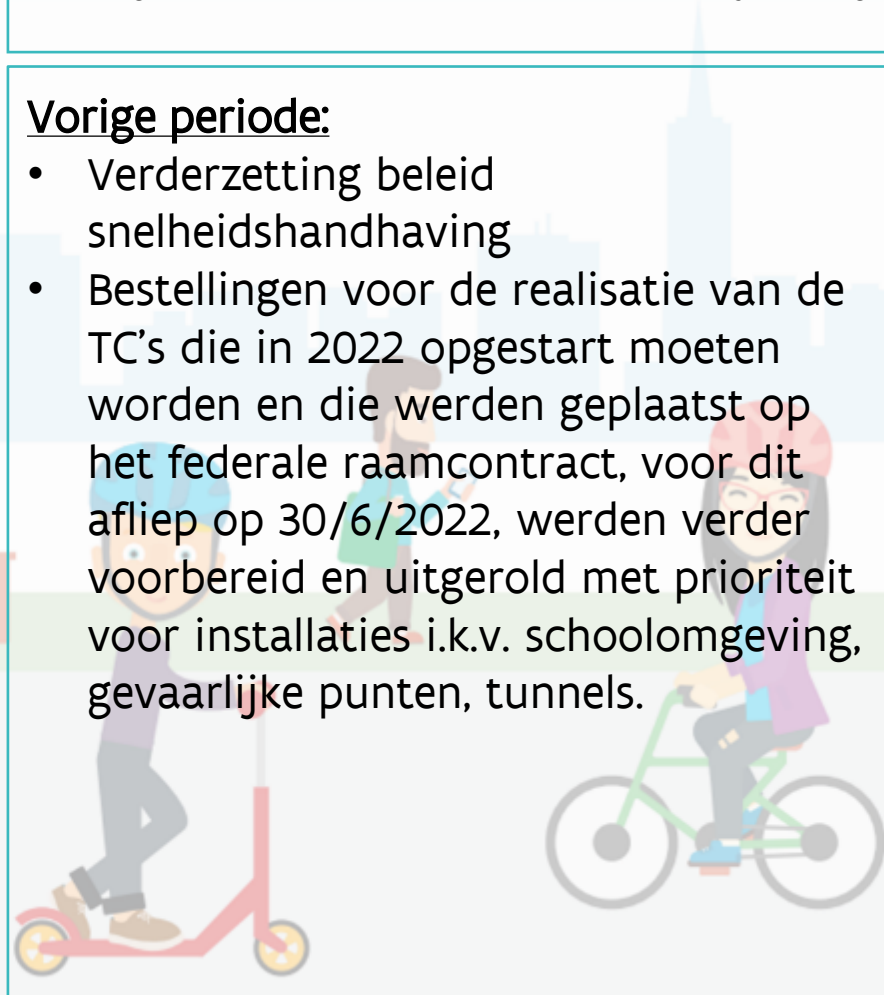 Vorige periode:
• Verderzetting beleid
snelheidshandhaving
• Bestellingen voor de realisatie van de
TC's die in 2022 opgestart moeten
worden en die werden geplaatst op
het federale raamcontract, voor dit
afliep op 30/6/2022, werden verder
voorbereid en uitgerold met prioriteit
voor installaties i.k.v. schoolomgeving,
gevaarlijke punten, tunnels.